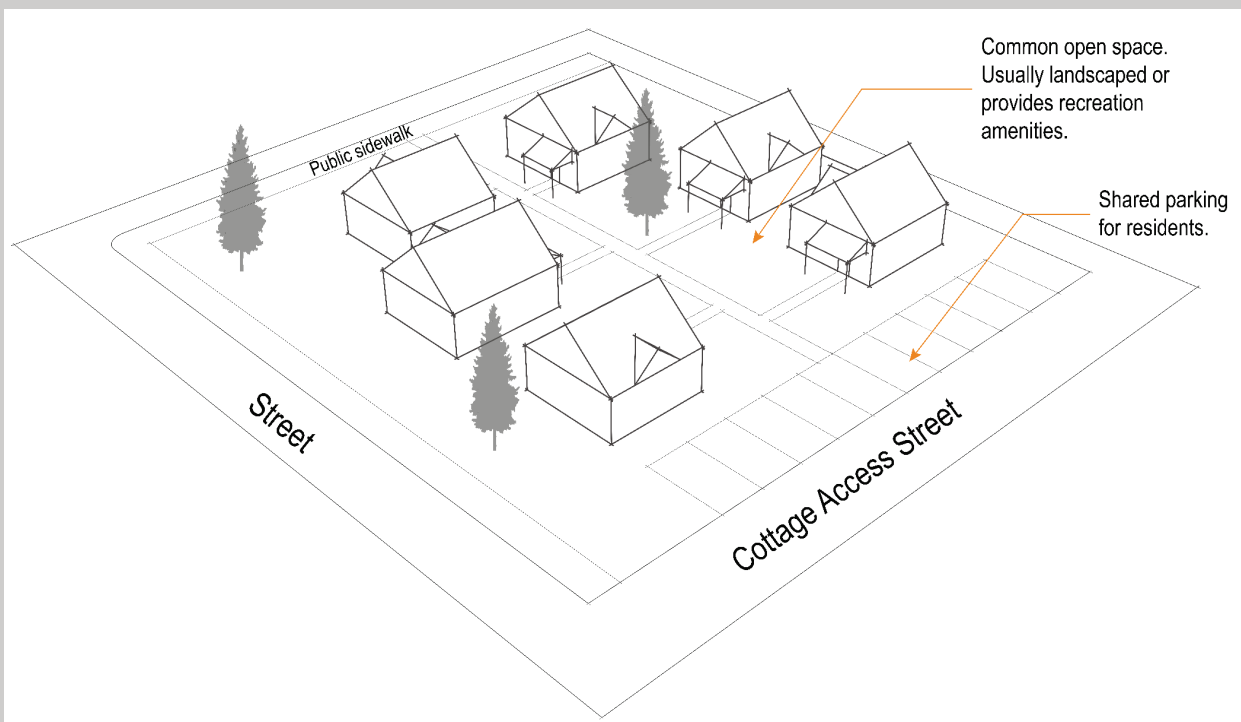 Common open space.
Usually landscaped or
provides recreation
amenities.
Public sidewalk
Shared parking
for residents.
Street
Cottage Access Street